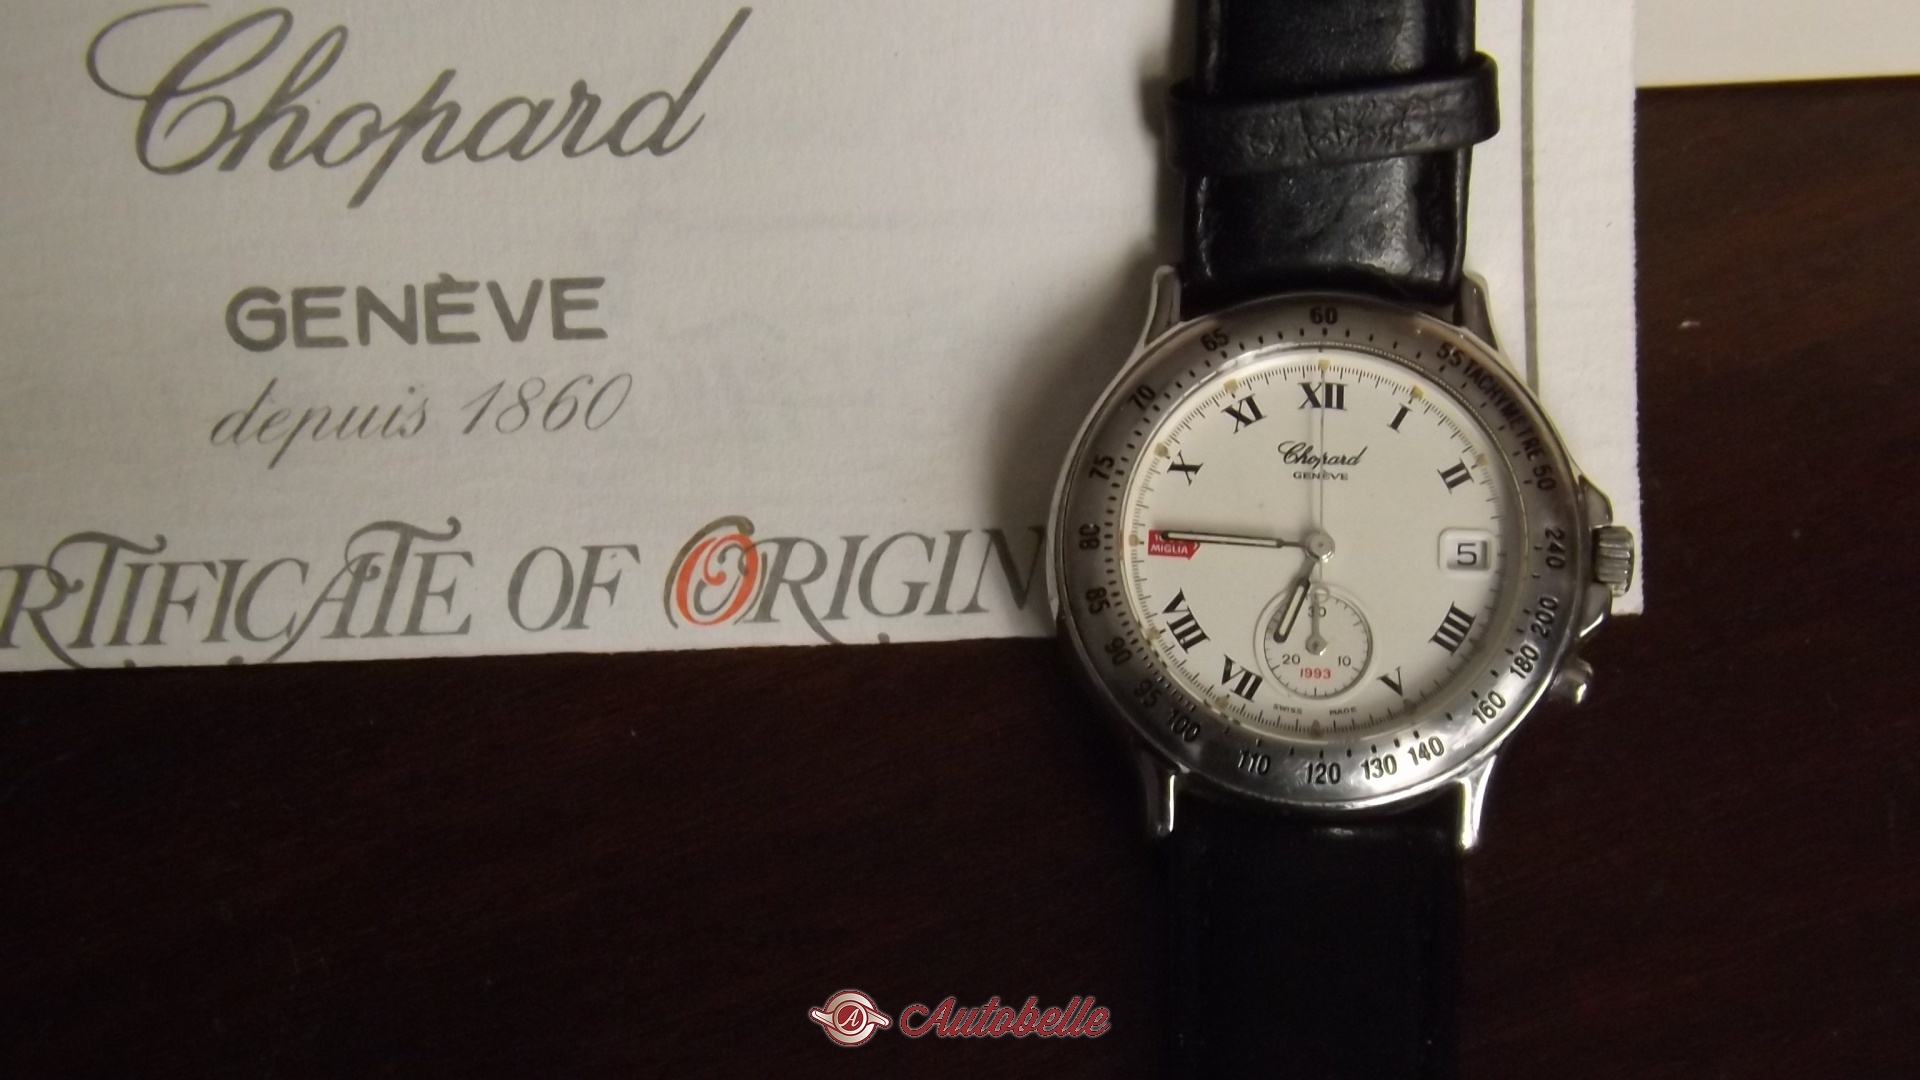 Chopard
GENÈVE
depuis 1860
RTIFICATE OF ORIGIN
60
55 TACHYMETRE 50
240
200
180
160
140
130
120
110
100
95
90
85
80
75
70
65
XII
I
II
IIII
V
VII
VIII
X
XI
Chopard
GENÈVE
MIGLIA
51
30
20 10
1993
SWISS MADE
Autobelle